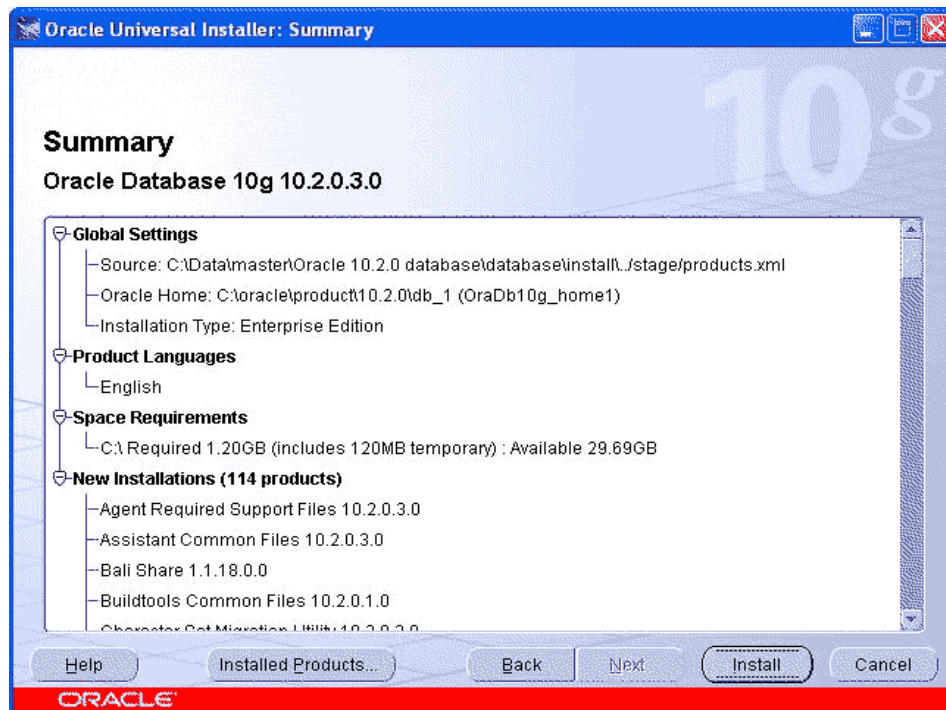 Oracle Universal Installer: Summary
10g
Summary
Oracle Database 10g 10.2.0.3.0
Global Settings
Source: C:\Data\master\Oracle 10.2.0 database\database\install\../stage/products.xml
Oracle Home: C:\oracle\product\10.2.0\db_1 (OraDb10g_home1)
Installation Type: Enterprise Edition
Product Languages
English
Space Requirements
C:\ Required 1.20GB (includes 120MB temporary) : Available 29.69GB
New Installations (114 products)
Agent Required Support Files 10.2.0.3.0
Assistant Common Files 10.2.0.3.0
Bali Share 1.1.18.0.0
Buildtools Common Files 10.2.0.1.0
Character Set Migration Utility
Help Installed Products... Back Next Install Cancel
ORACLE